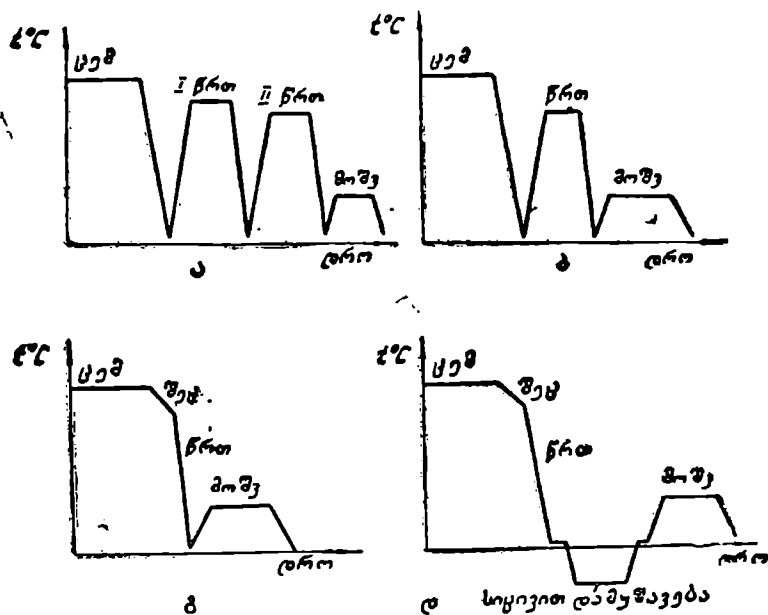 t°C
ცემ
I წრთ
II წრთ
მოშვ
დრო
ა
t°C
ცემ
წრთ
მოშვ
დრო
ბ
t°C
ცემ
წრთ
მოშვ
დრო
გ
t°C
ცემ
წრთ
მოშვ
დრო
სიცივით დამუშავება
დ